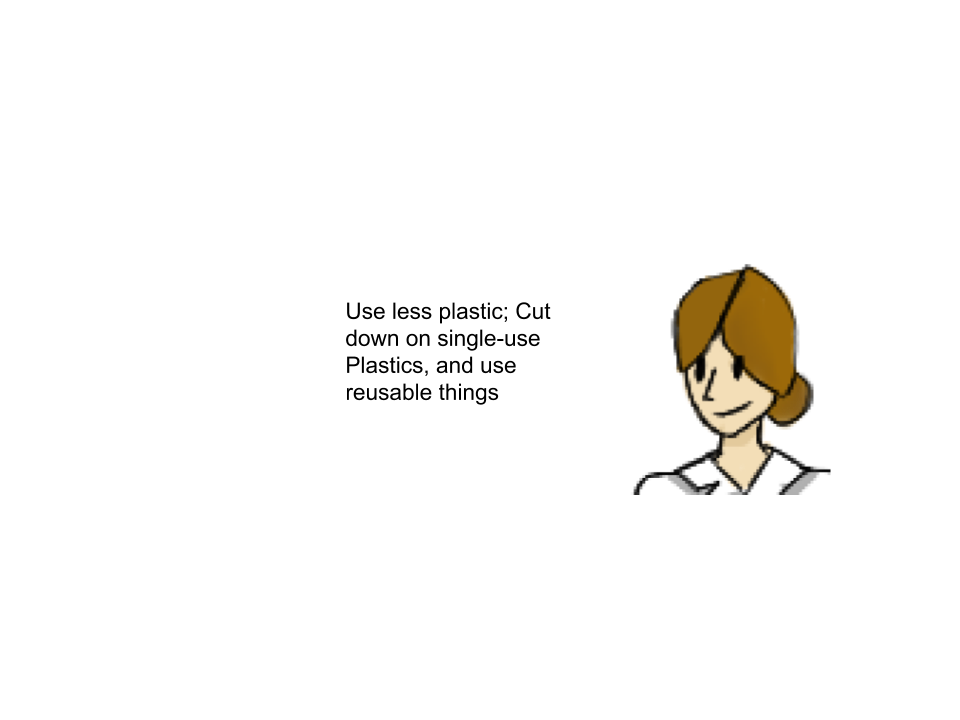 Use less plastic; Cut
down on single-use
Plastics, and use
reusable things